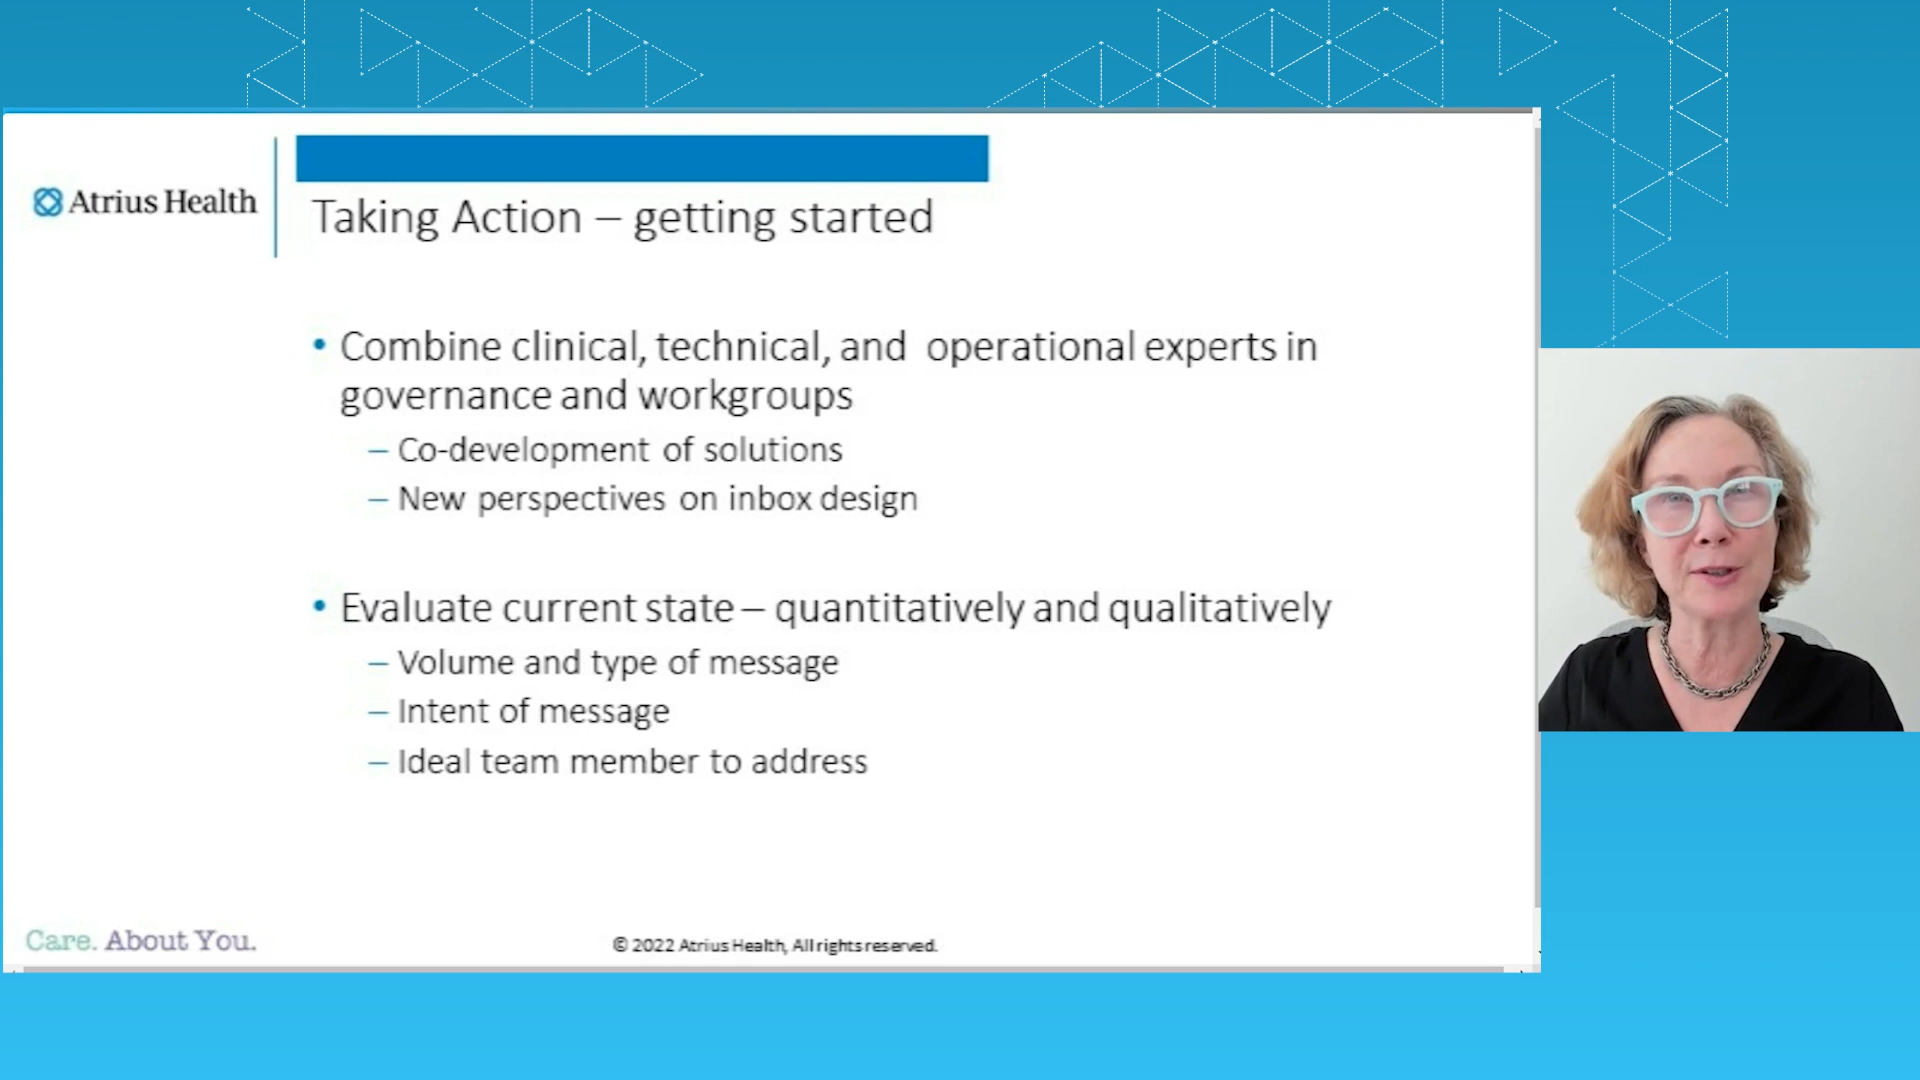 Atrius Health
Taking Action – getting started
• Combine clinical, technical, and operational experts in
governance and workgroups
– Co-development of solutions
– New perspectives on inbox design
• Evaluate current state – quantitatively and qualitatively
– Volume and type of message
– Intent of message
– Ideal team member to address
Care. About You.
© 2022 Atrius Health, All rights reserved.